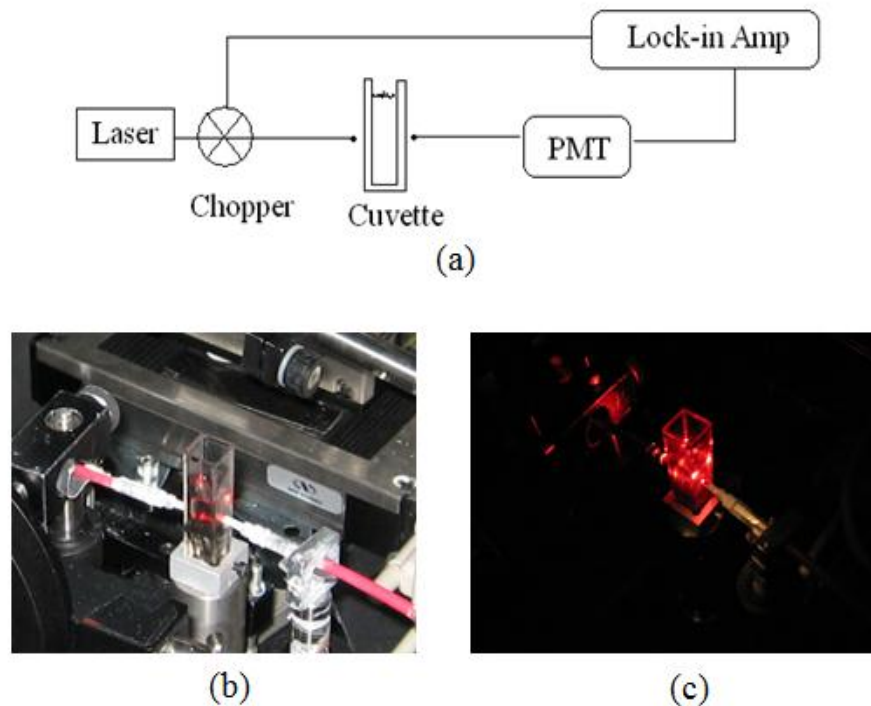 Lock-in Amp
Laser
PMT
Chopper
Cuvette
(a)
(b)
(c)